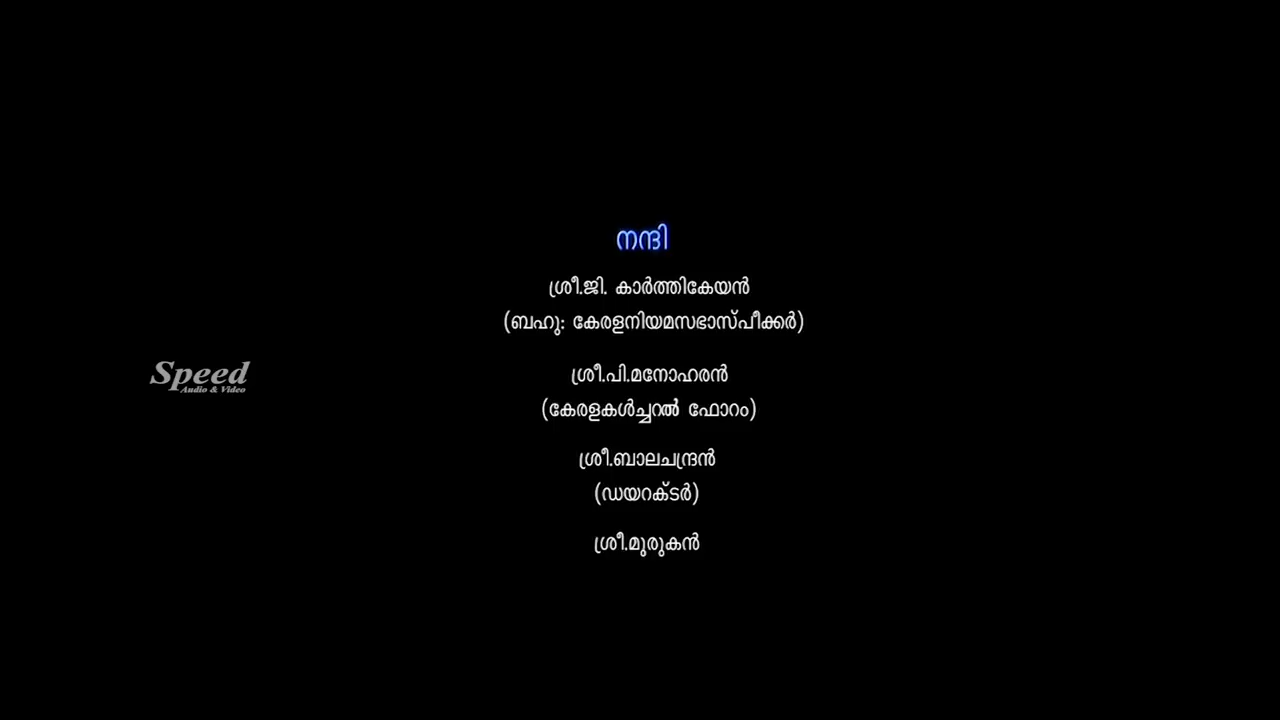 നന്ദി
ശ്രീ.ജി. കാർത്തികേയൻ
(ബഹു: കേരളനിയമസഭാസ്പീക്കർ)
ശ്രീ.പി.മനോഹരൻ
(കേരളകൾച്ചറൽ ഫോറം)
ശ്രീ.ബാലചന്ദ്രൻ
(ഡയറക്ടർ)
ശ്രീ.മുരുകൻ
Speed
Audio & Video